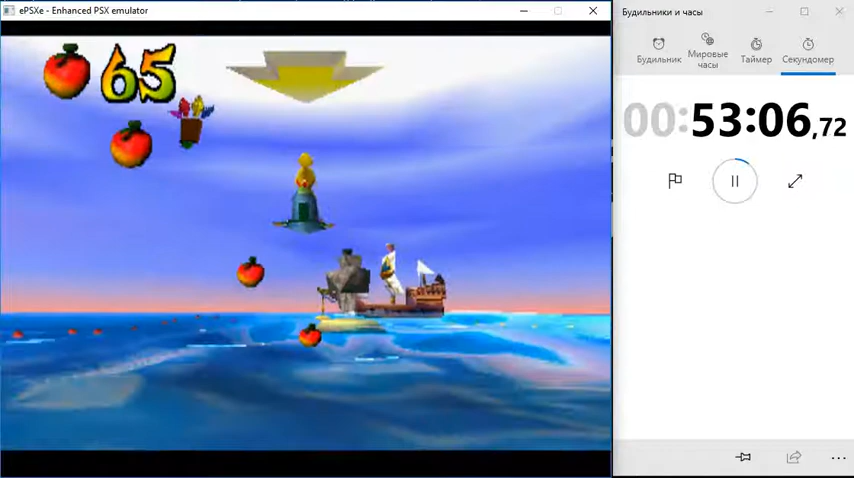 ePSXe - Enhanced PSX emulator
65
Будильники и часы
Будильник
Мировые
часы
Таймер
Секундомер
00:53:06,72